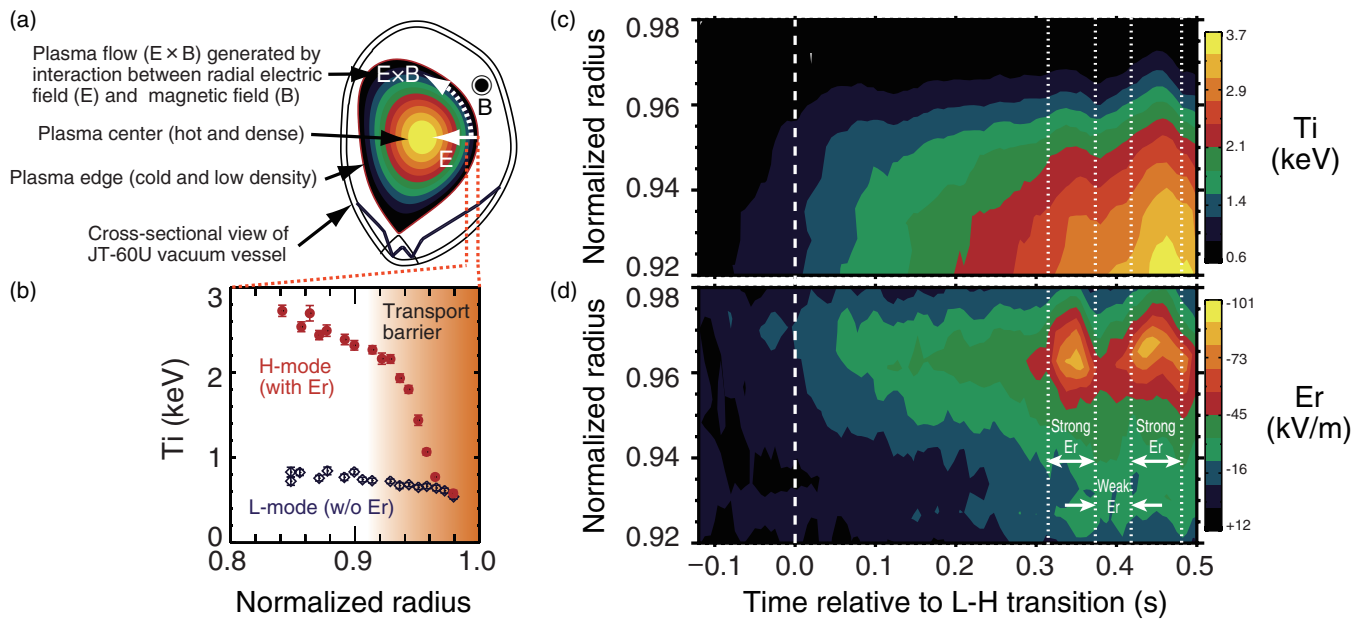 (a)
Plasma flow (E×B) generated by
interaction between radial electric
field (E) and magnetic field (B)
Plasma center (hot and dense)
Plasma edge (cold and low density)
Cross-sectional view of
JT-60U vacuum vessel
E×B
B
E
(b)
Ti (keV)
3
2
1
0
Transport
barrier
H-mode
(with Er)
L-mode (w/o Er)
0.8
0.9
1.0
Normalized radius
(c)
Normalized radius
0.98
0.96
0.94
0.92
3.7
2.9
2.1
1.4
0.6
Ti
(keV)
(d)
Normalized radius
0.98
0.96
0.94
0.92
Strong
Er
Strong
Er
Weak
Er
-101
-73
-45
-16
+12
Er
(kV/m)
−0.1
0.0
0.1
0.2
0.3
0.4
0.5
Time relative to L-H transition (s)